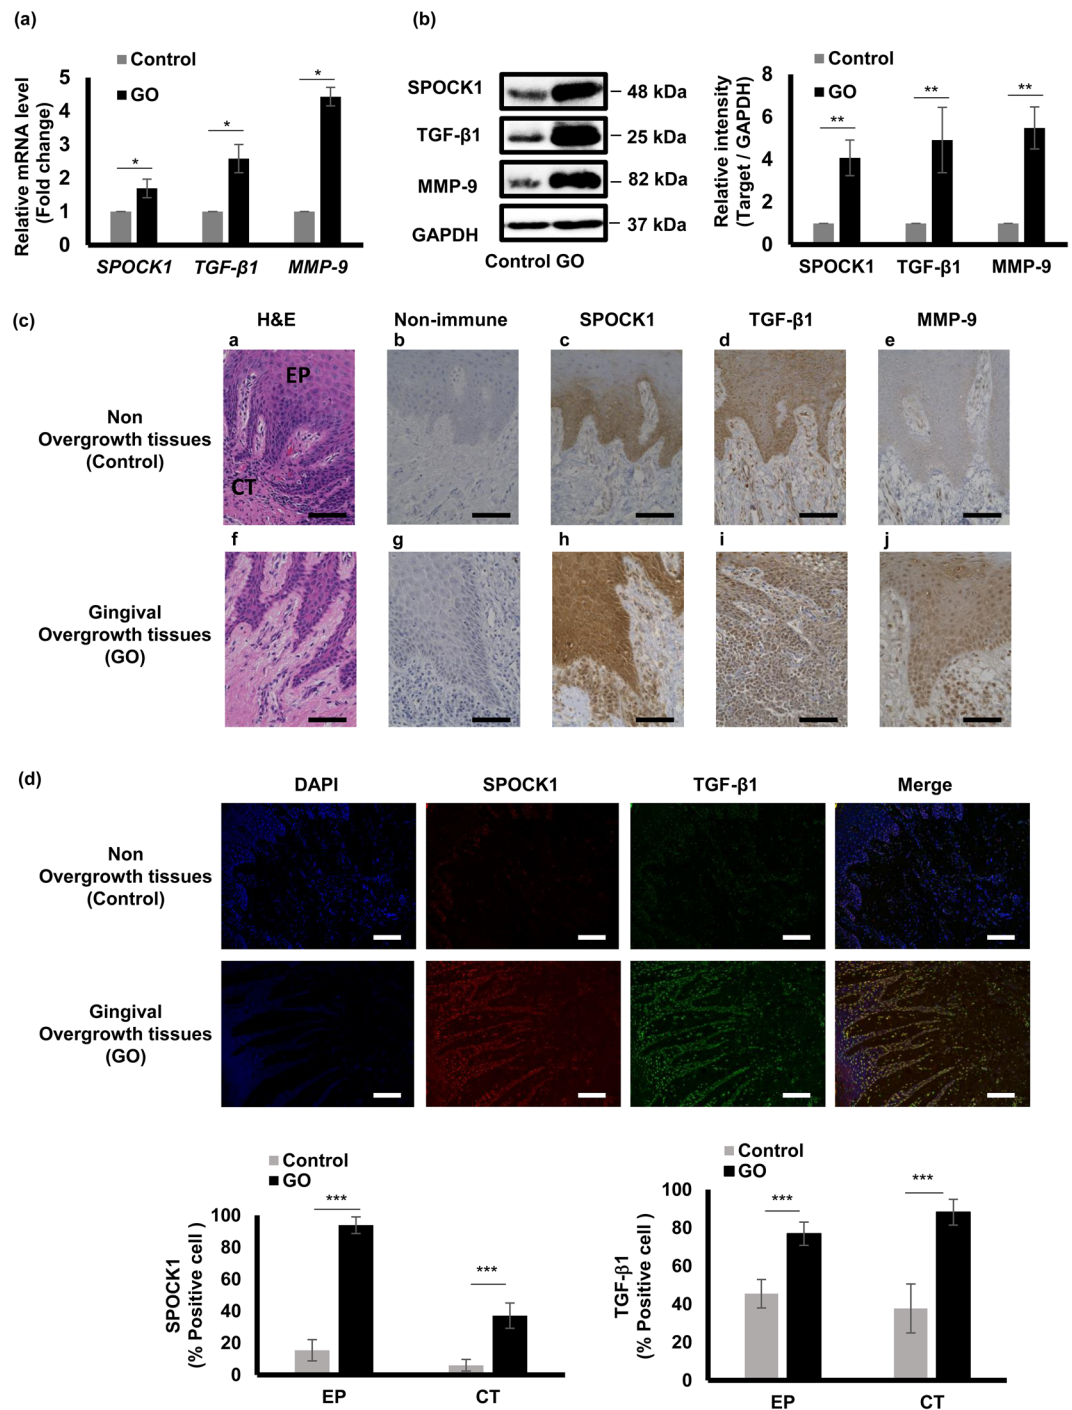 (a)
Control
GO
Relative mRNA level
(Fold change)
5
4
3
2
1
0
*
*
*
SPOCK1 TGF-β1 MMP-9
(b)
SPOCK1
48 kDa
TGF-β1
25 kDa
MMP-9
82 kDa
GAPDH
37 kDa
Control GO
Control
GO
Relative intensity
(Target / GAPDH)
8
6
4
2
0
**
**
**
SPOCK1 TGF-β1 MMP-9
(c)
H&E Non-immune SPOCK1 TGF-β1 MMP-9
a b c d e
EP
CT
Non
Overgrowth tissues
(Control)
f g h i j
Gingival
Overgrowth tissues
(GO)
(d)
DAPI SPOCK1 TGF-β1 Merge
Non
Overgrowth tissues
(Control)
Gingival
Overgrowth tissues
(GO)
Control
GO
SPOCK1
(% Positive cell )
100
80
60
40
20
0
***
***
EP CT
Control
GO
TGF-β1
(% Positive cell )
100
80
60
40
20
0
***
***
EP CT